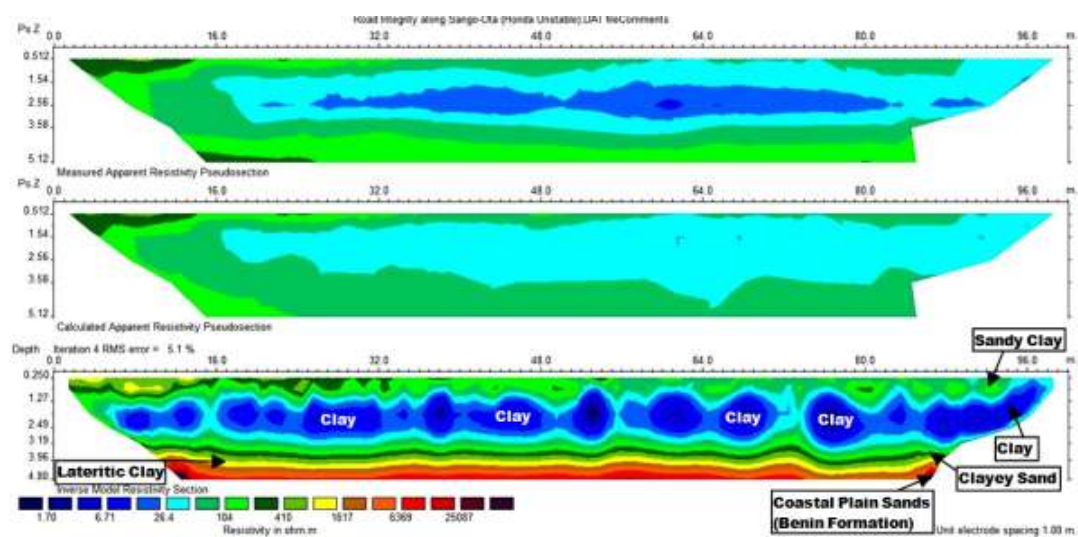 Road Integrity along Sango-Ota (Honda Unstable).DAT fileComments
Ps.Z 0.0 16.0 32.0 48.0 64.0 80.0 96.0 m.
0.512
1.54
2.56
3.58
5.12
Measured Apparent Resistivity Pseudosection
Ps.Z 0.0 16.0 32.0 48.0 64.0 80.0 96.0 m.
0.512
1.54
2.56
3.58
5.12
Calculated Apparent Resistivity Pseudosection
Sandy Clay
Depth Iteration 4 RMS error = 5.1 %
0.0 16.0 32.0 48.0 64.0 80.0 96.0 m.
0.250
1.27
2.49
3.19
3.96
4.80
Clay Clay Clay Clay
Clay
Clayey Sand
Lateritic Clay
Coastal Plain Sands
(Benin Formation)
Inverse Model Resistivity Section
1.70 6.71 26.4 104 410 1617 6369 25087
Resistivity in ohm.m
Unit electrode spacing 1.00 m.